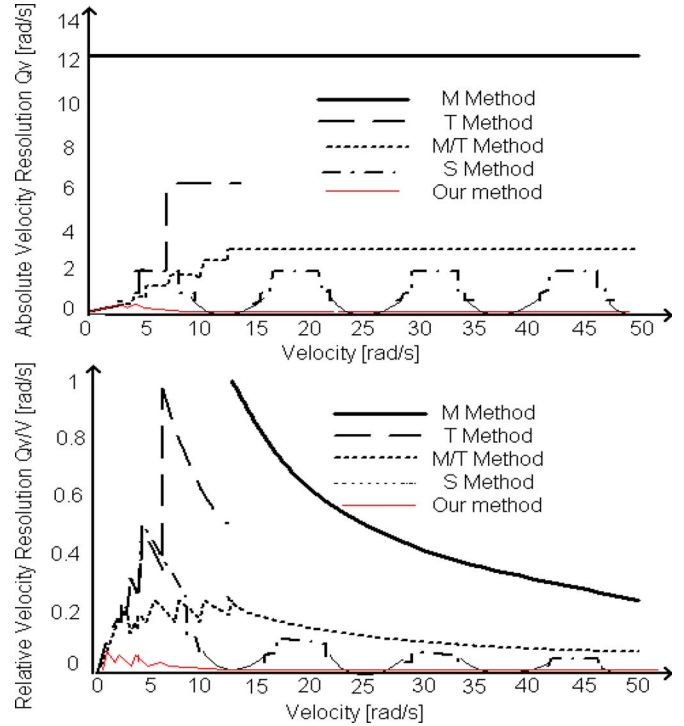 Absolute Velocity Resolution Qv [rad/s]
14
12
10
8
6
4
2
0
M Method
T Method
M/T Method
S Method
Our method
0 5 10 15 20 25 30 35 40 45 50
Velocity [rad/s]
Relative Velocity Resolution Qv/V [rad/s]
1
0.8
0.6
0.4
0.2
0
M Method
T Method
M/T Method
S Method
Our method
0 5 10 15 20 25 30 35 40 45 50
Velocity [rad/s]